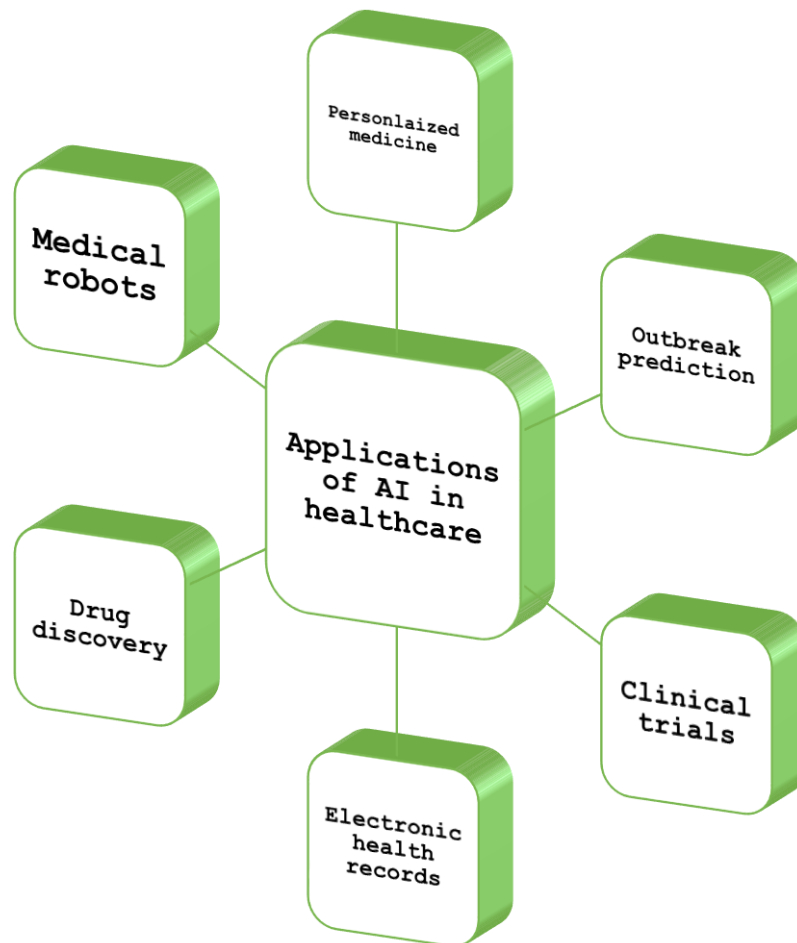 Personlaized
medicine
Medical
robots
Outbreak
prediction
Applications
of AI in
healthcare
Drug
discovery
Clinical
trials
Electronic
health
records